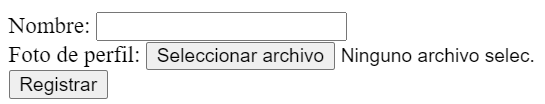 Nombre:
Foto de perfil: Seleccionar archivo Ninguno archivo selec.
Registrar